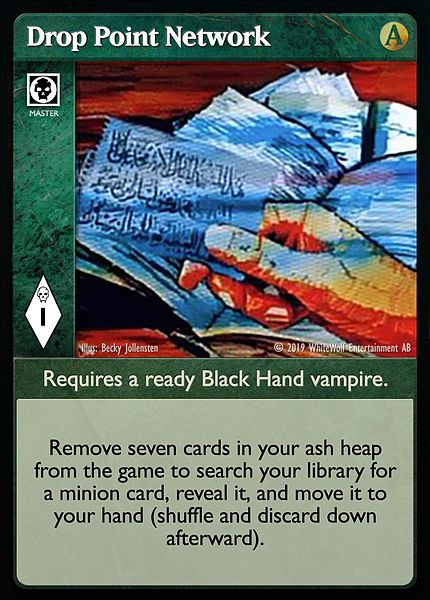 Drop Point Network
A
MASTER
1
Illus: Becky Jollensten
© 2019 WhiteWolf Entertainment AB
Requires a ready Black Hand vampire.
Remove seven cards in your ash heap
from the game to search your library for
a minion card, reveal it, and move it to
your hand (shuffle and discard down
afterward).